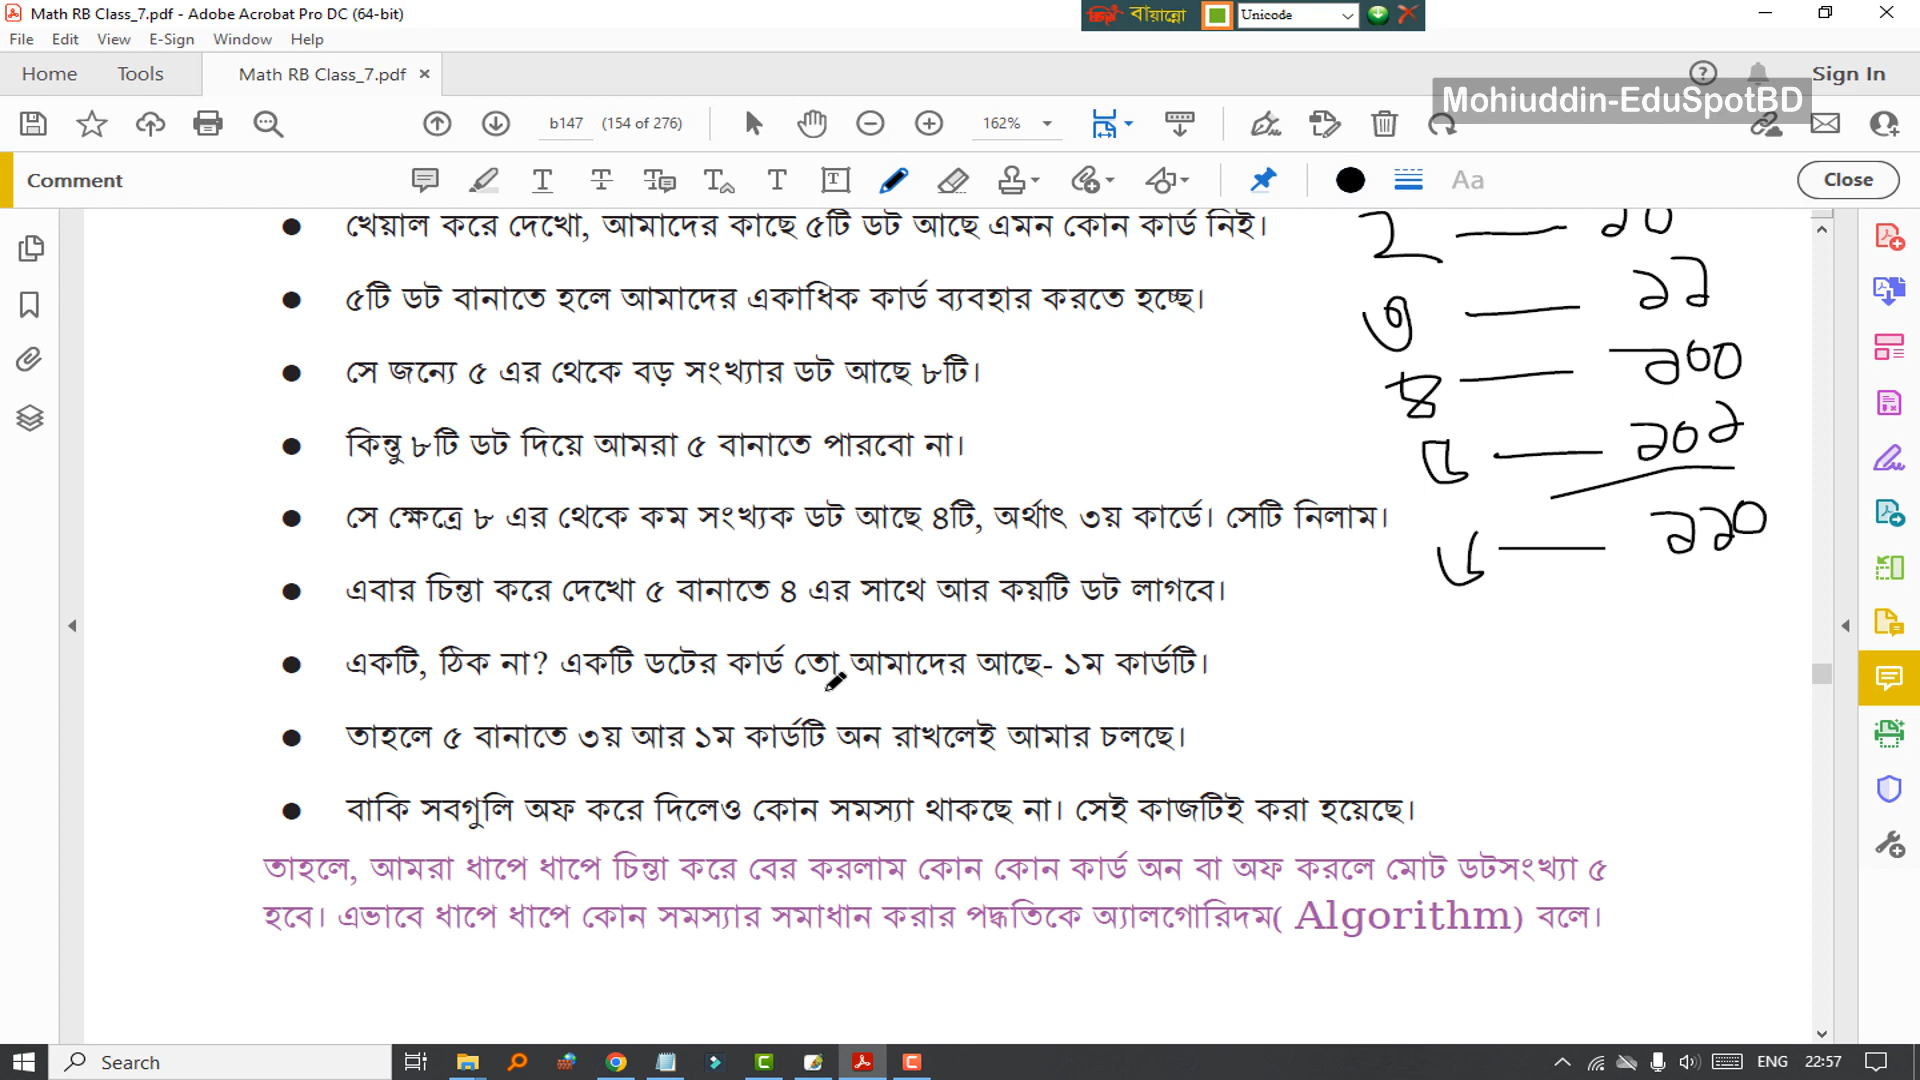 Math RB Class_7.pdf - Adobe Acrobat Pro DC (64-bit)
বায়ান্নো
Unicode
File Edit View E-Sign Window Help
Home Tools Math RB Class_7.pdf Sign In
Mohiuddin-EduSpotBD
b147 (154 of 276) 162%
Comment Aa Close
খেয়াল করে দেখো, আমাদের কাছে ৫টি ডট আছে এমন কোন কার্ড নিই।
২ — ১০
৫টি ডট বানাতে হলে আমাদের একাধিক কার্ড ব্যবহার করতে হচ্ছে।
৩ — ১১
সে জন্যে ৫ এর থেকে বড় সংখ্যার ডট আছে ৮টি।
৪ — ১০০
কিন্তু ৮টি ডট দিয়ে আমরা ৫ বানাতে পারবো না।
৫ — ১০১
সে ক্ষেত্রে ৮ এর থেকে কম সংখ্যক ডট আছে ৪টি, অর্থাৎ ৩য় কার্ডে। সেটি নিলাম।
৬ — ১১০
এবার চিন্তা করে দেখো ৫ বানাতে ৪ এর সাথে আর কয়টি ডট লাগবে।
একটি, ঠিক না? একটি ডটের কার্ড তো আমাদের আছে- ১ম কার্ডটি।
তাহলে ৫ বানাতে ৩য় আর ১ম কার্ডটি অন রাখলেই আমার চলছে।
বাকি সবগুলি অফ করে দিলেও কোন সমস্যা থাকছে না। সেই কাজটিই করা হয়েছে।
তাহলে, আমরা ধাপে ধাপে চিন্তা করে বের করলাম কোন কোন কার্ড অন বা অফ করলে মোট ডটসংখ্যা ৫
হবে। এভাবে ধাপে ধাপে কোন সমস্যার সমাধান করার পদ্ধতিকে অ্যালগোরিদম( Algorithm) বলে।
Search ENG 22:57